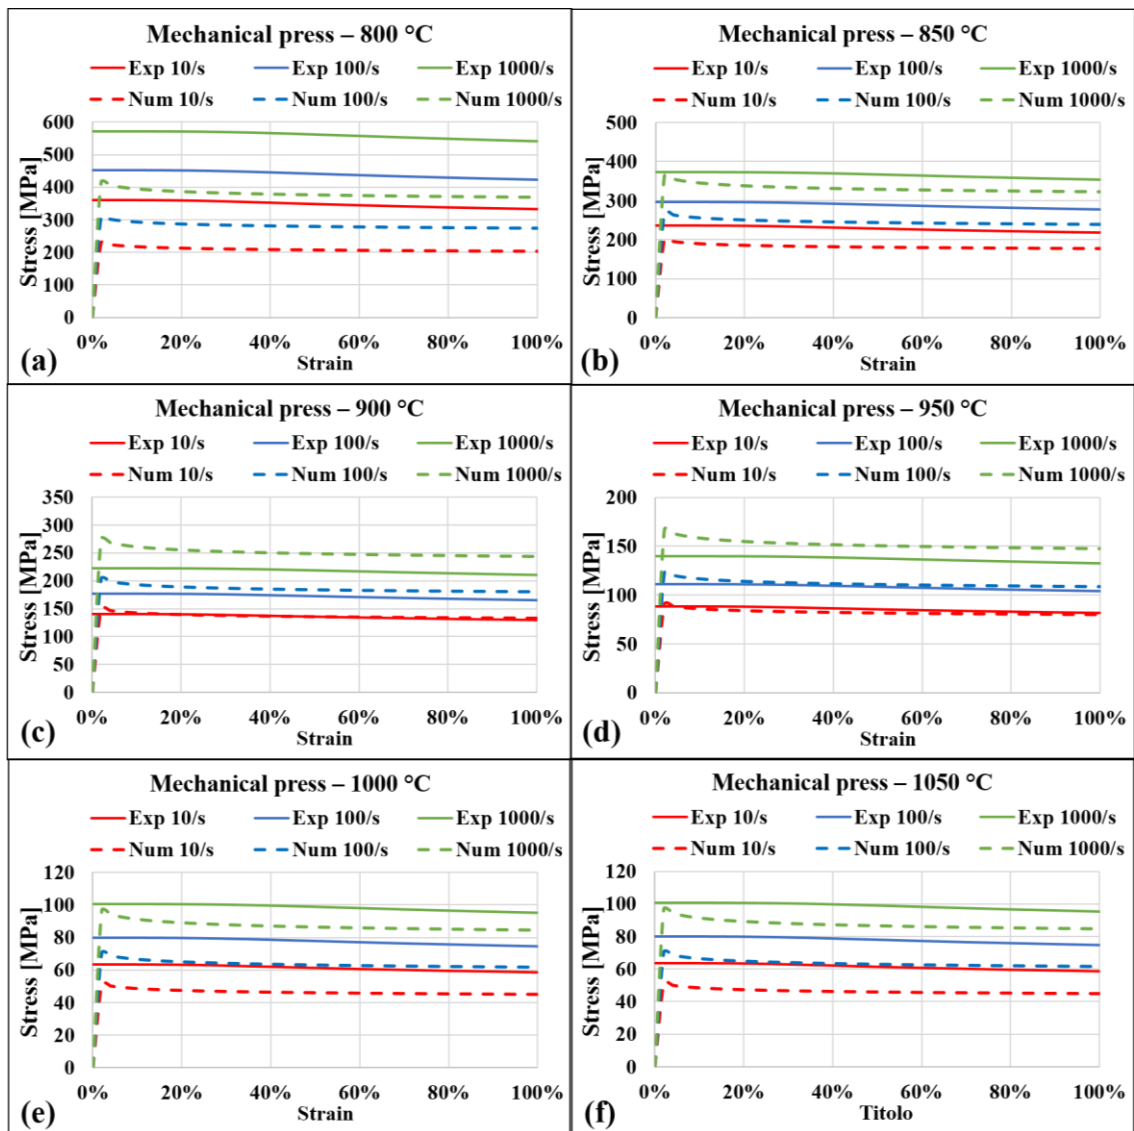 Mechanical press – 800 °C
Exp 10/s Exp 100/s Exp 1000/s
Num 10/s Num 100/s Num 1000/s
600
500
400
300
200
100
0
Stress [MPa]
0% 20% 40% 60% 80% 100%
Strain
(a)
Mechanical press – 850 °C
Exp 10/s Exp 100/s Exp 1000/s
Num 10/s Num 100/s Num 1000/s
500
400
300
200
100
0
Stress [MPa]
0% 20% 40% 60% 80% 100%
Strain
(b)
Mechanical press – 900 °C
Exp 10/s Exp 100/s Exp 1000/s
Num 10/s Num 100/s Num 1000/s
350
300
250
200
150
100
50
0
Stress [MPa]
0% 20% 40% 60% 80% 100%
Strain
(c)
Mechanical press – 950 °C
Exp 10/s Exp 100/s Exp 1000/s
Num 10/s Num 100/s Num 1000/s
200
150
100
50
0
Stress [MPa]
0% 20% 40% 60% 80% 100%
Strain
(d)
Mechanical press – 1000 °C
Exp 10/s Exp 100/s Exp 1000/s
Num 10/s Num 100/s Num 1000/s
120
100
80
60
40
20
0
Stress [MPa]
0% 20% 40% 60% 80% 100%
Strain
(e)
Mechanical press – 1050 °C
Exp 10/s Exp 100/s Exp 1000/s
Num 10/s Num 100/s Num 1000/s
120
100
80
60
40
20
0
Stress [MPa]
0% 20% 40% 60% 80% 100%
Titolo
(f)